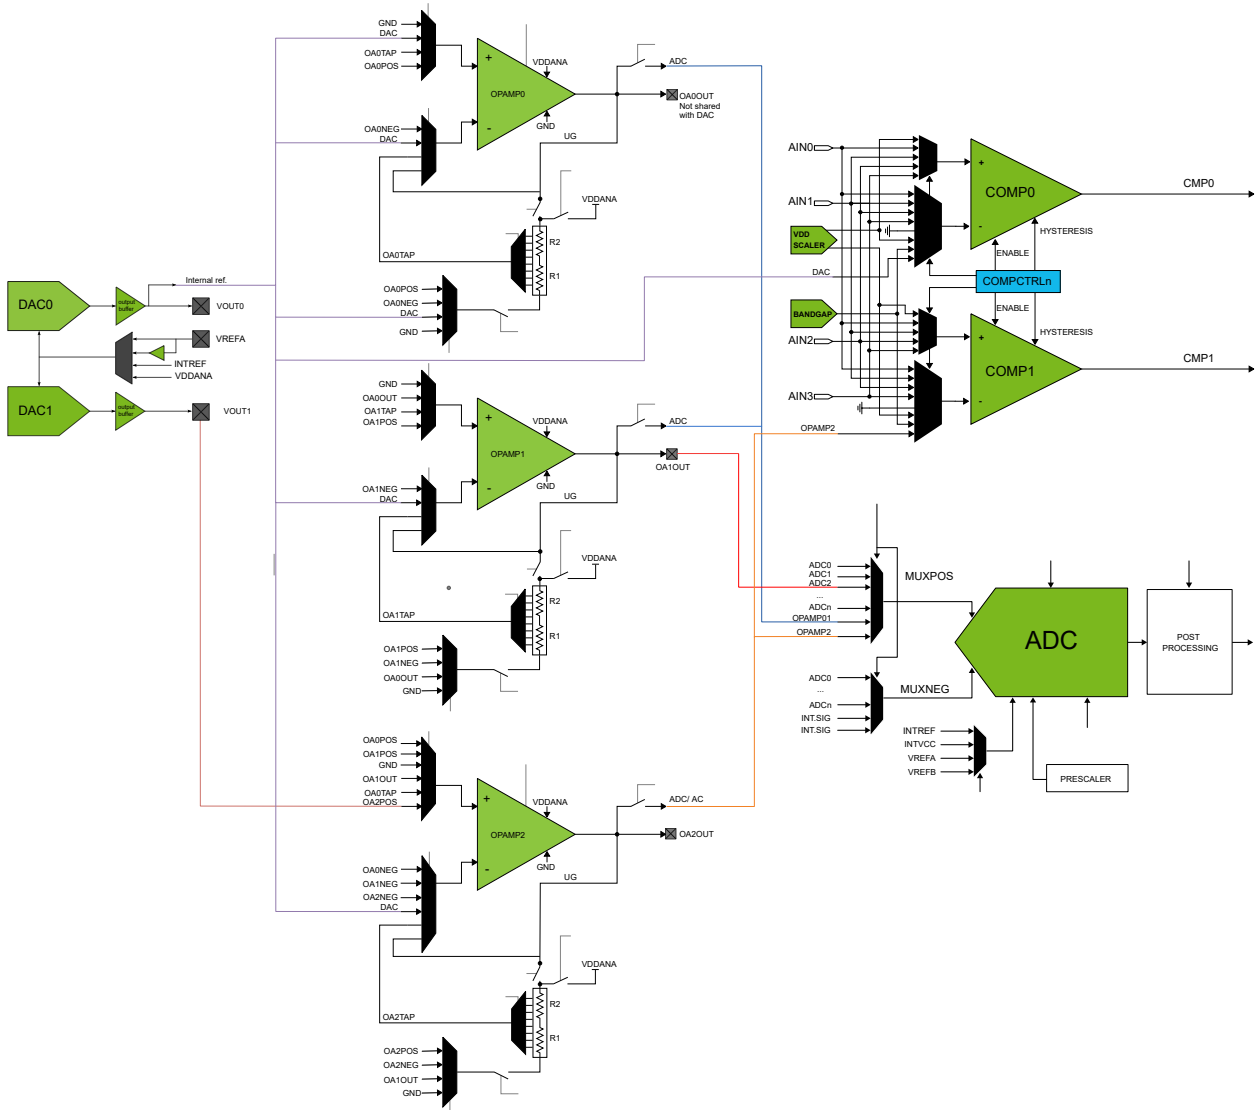 DAC0
output
buffer
Internal ref.
VOUT0
VREFA
INTREF
VDDANA
DAC1
output
buffer
VOUT1
GND
DAC
OA0TAP
OA0POS
+
-
OPAMP0
VDDANA
GND
ADC
OA0OUT
Not shared
with DAC
OA0NEG
DAC
UG
VDDANA
R2
R1
OA0TAP
OA0POS
OA0NEG
DAC
GND
GND
OA0OUT
OA1TAP
OA1POS
+
-
OPAMP1
VDDANA
GND
ADC
OA1OUT
OA1NEG
DAC
UG
VDDANA
R2
R1
OA1TAP
OA1POS
OA1NEG
OA0OUT
GND
OA0POS
OA1POS
GND
OA1OUT
OA0TAP
OA2POS
+
-
OPAMP2
VDDANA
GND
ADC/ AC
OA2OUT
OA0NEG
OA1NEG
OA2NEG
DAC
UG
VDDANA
R2
R1
OA2TAP
OA2POS
OA2NEG
OA1OUT
GND
AIN0
AIN1
VDD
SCALER
DAC
BANDGAP
AIN2
AIN3
OPAMP2
+
-
COMP0
CMP0
HYSTERESIS
ENABLE
COMPCTRLn
ENABLE
HYSTERESIS
+
-
COMP1
CMP1
ADC0
ADC1
ADC2
...
ADCn
OPAMP01
OPAMP2
MUXPOS
ADC0
...
ADCn
INT.SIG
INT.SIG
MUXNEG
ADC
POST
PROCESSING
INTREF
INTVCC
VREFA
VREFB
PRESCALER